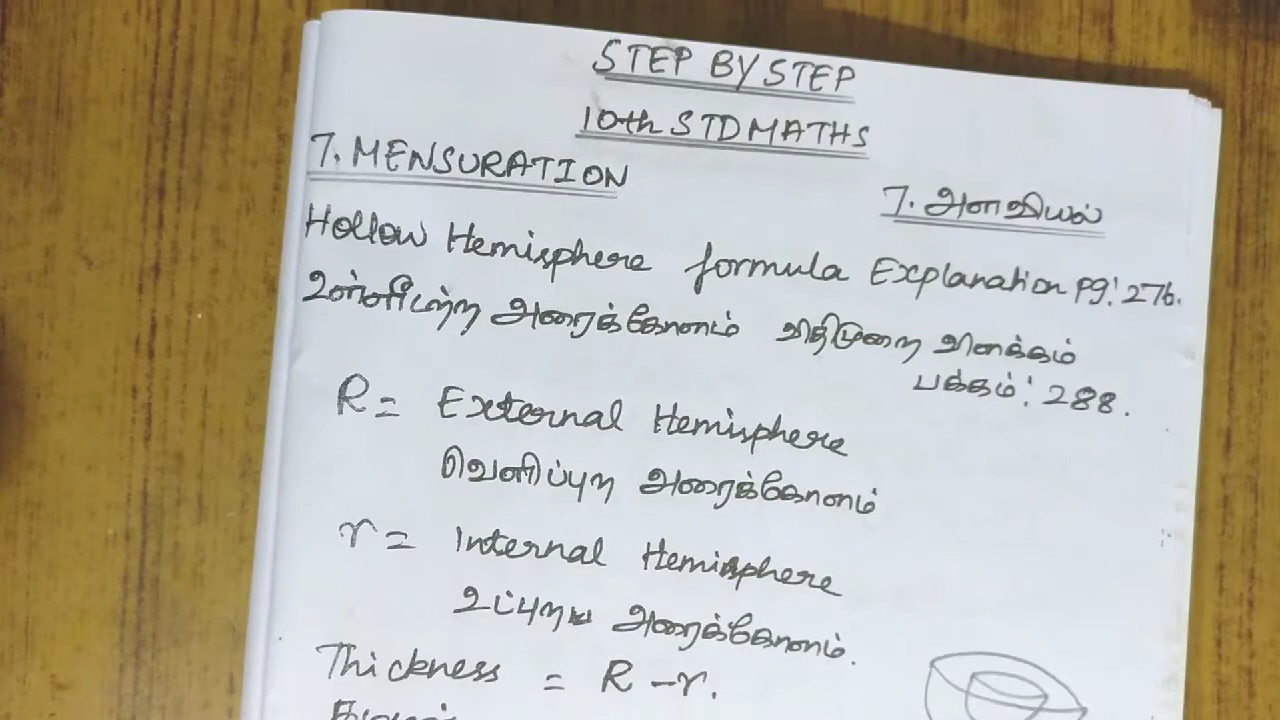 STEP BY STEP
10th STD MATHS
7. MENSURATION
7. அளவியல்
Hollow Hemisphere formula Explanation Pg: 276.
உள்ளீடற்ற அரைக்கோளம் விதிமுறை விளக்கம்
பக்கம்: 288.
R = External Hemisphere
வெளிப்புற அரைக்கோளம்
r = Internal Hemisphere
உட்புற அரைக்கோளம்.
Thickness = R - r.